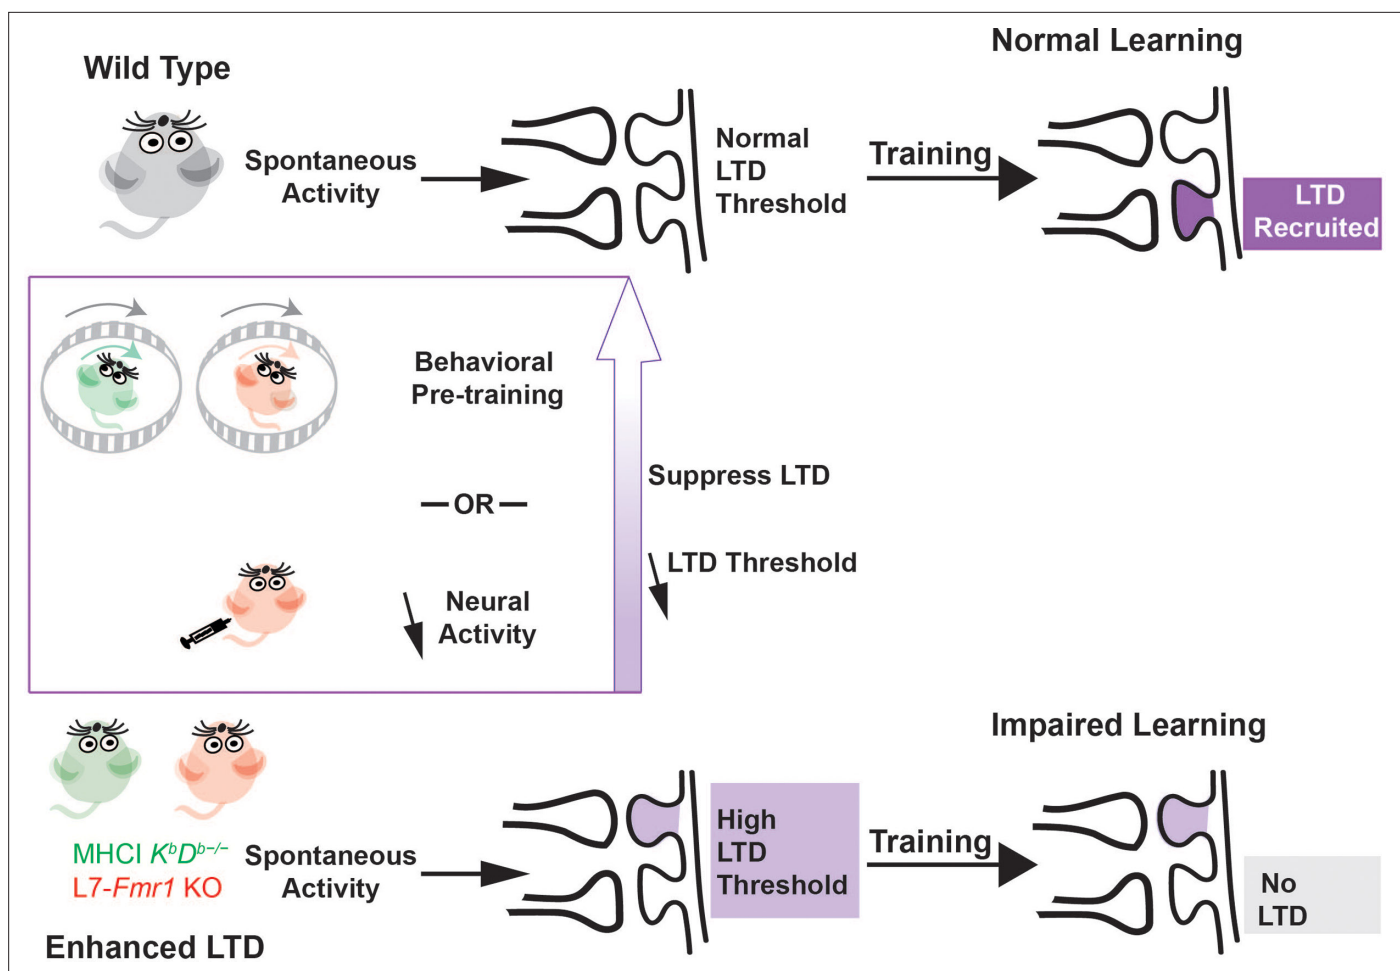 Normal Learning
Wild Type
Spontaneous
Activity
Normal
LTD
Threshold
Training
LTD
Recruited
Behavioral
Pre-training
Suppress LTD
— OR —
LTD Threshold
Neural
Activity
Impaired Learning
MHCI KᵇDᵇ⁻/⁻
L7-Fmr1 KO
Spontaneous
Activity
High
LTD
Threshold
Training
No
LTD
Enhanced LTD